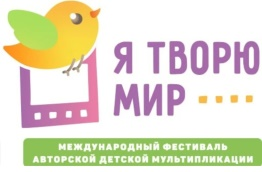 Я ТВОРЮ
МИР
МЕЖДУНАРОДНЫЙ ФЕСТИВАЛЬ
АВТОРСКОЙ ДЕТСКОЙ МУЛЬТИПЛИКАЦИИ